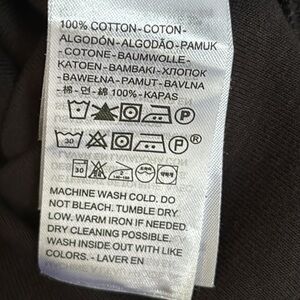 100% COTTON-COTON-
ALGODÓN-ALGODÃO-PAMUK
-COTONE-BAUMWOLLE-
KATOEN-BAMBAKI-ХЛОПОК
-BAWEŁNA-PAMUT-BAVLNA
-棉-면-綿 100%-KAPAS
P
30 P®
30
MACHINE WASH COLD. DO
NOT BLEACH. TUMBLE DRY
LOW. WARM IRON IF NEEDED.
DRY CLEANING POSSIBLE.
WASH INSIDE OUT WITH LIKE
COLORS. - LAVER EN